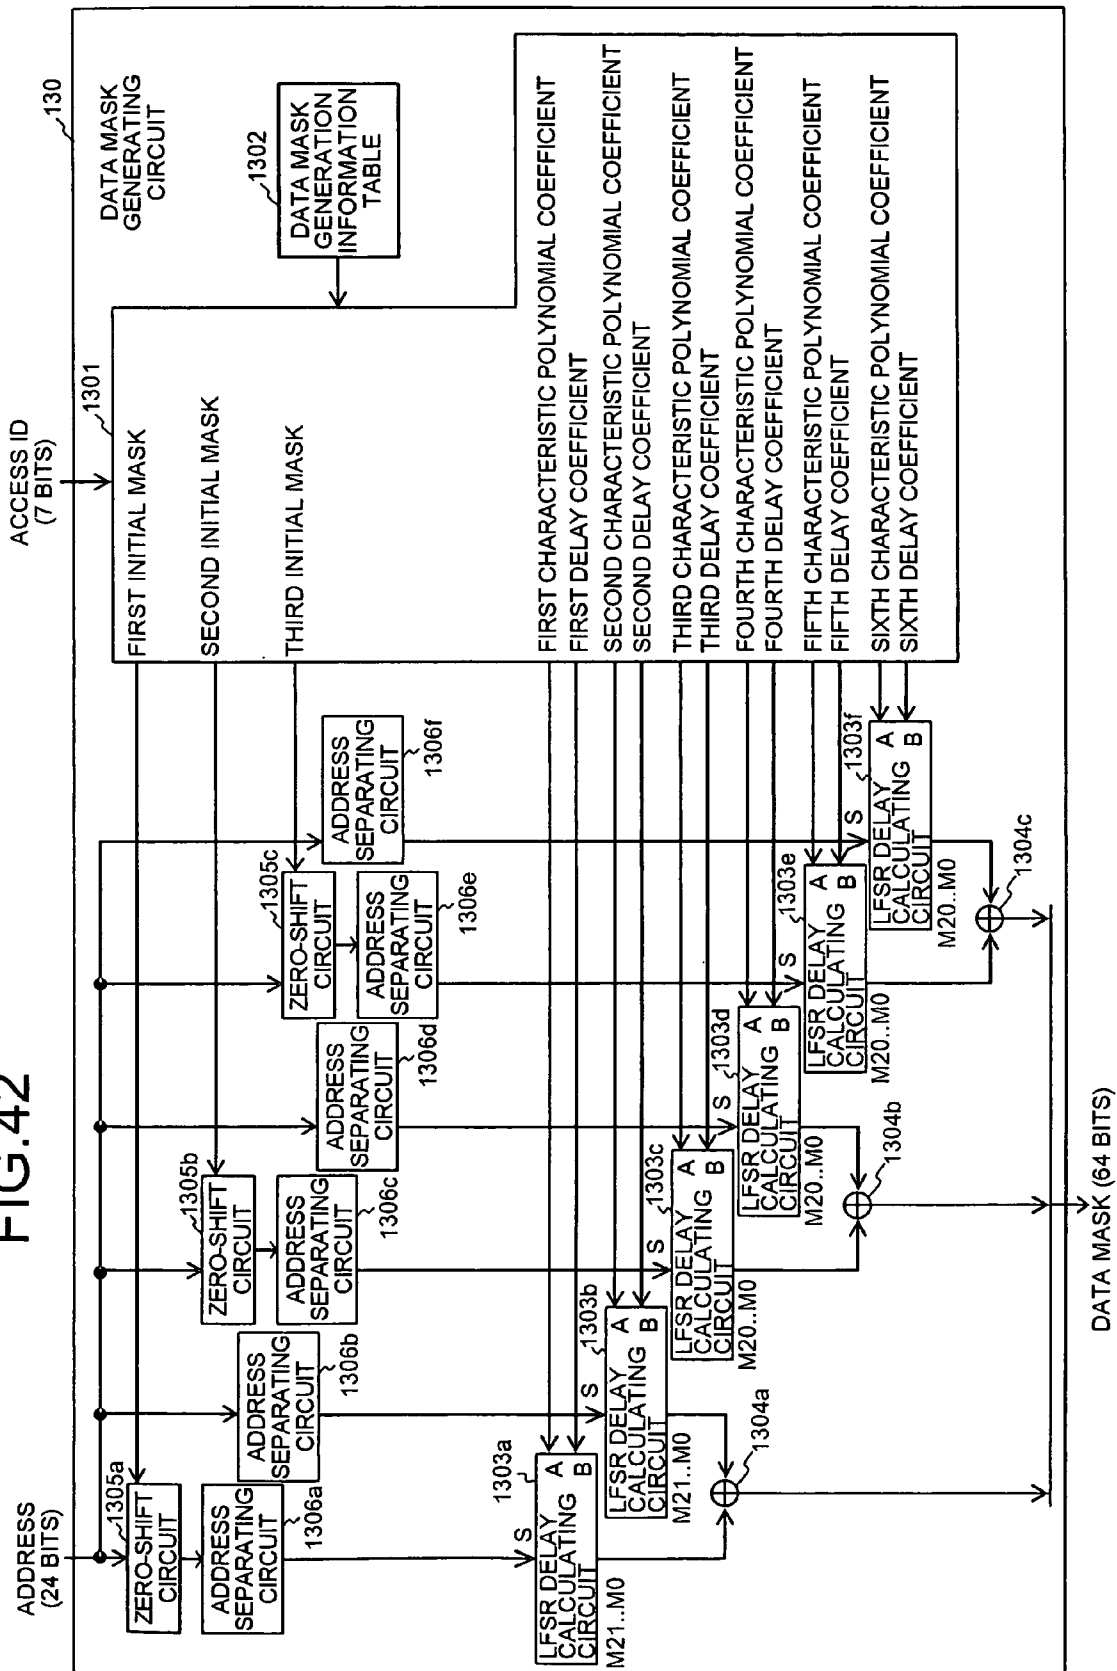 FIG.42
ADDRESS
(24 BITS)
ACCESS ID
(7 BITS)
130
DATA MASK
GENERATING
CIRCUIT
1301
1302
DATA MASK
GENERATION
INFORMATION
TABLE
FIRST INITIAL MASK
SECOND INITIAL MASK
THIRD INITIAL MASK
FIRST CHARACTERISTIC POLYNOMIAL COEFFICIENT
FIRST DELAY COEFFICIENT
SECOND CHARACTERISTIC POLYNOMIAL COEFFICIENT
SECOND DELAY COEFFICIENT
THIRD CHARACTERISTIC POLYNOMIAL COEFFICIENT
THIRD DELAY COEFFICIENT
FOURTH CHARACTERISTIC POLYNOMIAL COEFFICIENT
FOURTH DELAY COEFFICIENT
FIFTH CHARACTERISTIC POLYNOMIAL COEFFICIENT
FIFTH DELAY COEFFICIENT
SIXTH CHARACTERISTIC POLYNOMIAL COEFFICIENT
SIXTH DELAY COEFFICIENT
1305a
ZERO-SHIFT
CIRCUIT
ADDRESS
SEPARATING
CIRCUIT
1306a
ADDRESS
SEPARATING
CIRCUIT
1306b
1305b
ZERO-SHIFT
CIRCUIT
ADDRESS
SEPARATING
CIRCUIT
1306c
ADDRESS
SEPARATING
CIRCUIT
1306d
1305c
ZERO-SHIFT
CIRCUIT
ADDRESS
SEPARATING
CIRCUIT
1306e
ADDRESS
SEPARATING
CIRCUIT
1306f
1303a
S
LFSR DELAY
CALCULATING
CIRCUIT
A
B
M21..M0
1303b
S
LFSR DELAY
CALCULATING
CIRCUIT
A
B
M21..M0
1304a
1303c
S
LFSR DELAY
CALCULATING
CIRCUIT
A
B
M20..M0
1303d
S
LFSR DELAY
CALCULATING
CIRCUIT
A
B
M20..M0
1304b
1303e
S
LFSR DELAY
CALCULATING
CIRCUIT
A
B
M20..M0
1303f
S
LFSR DELAY
CALCULATING
CIRCUIT
A
B
M20..M0
1304c
DATA MASK (64 BITS)